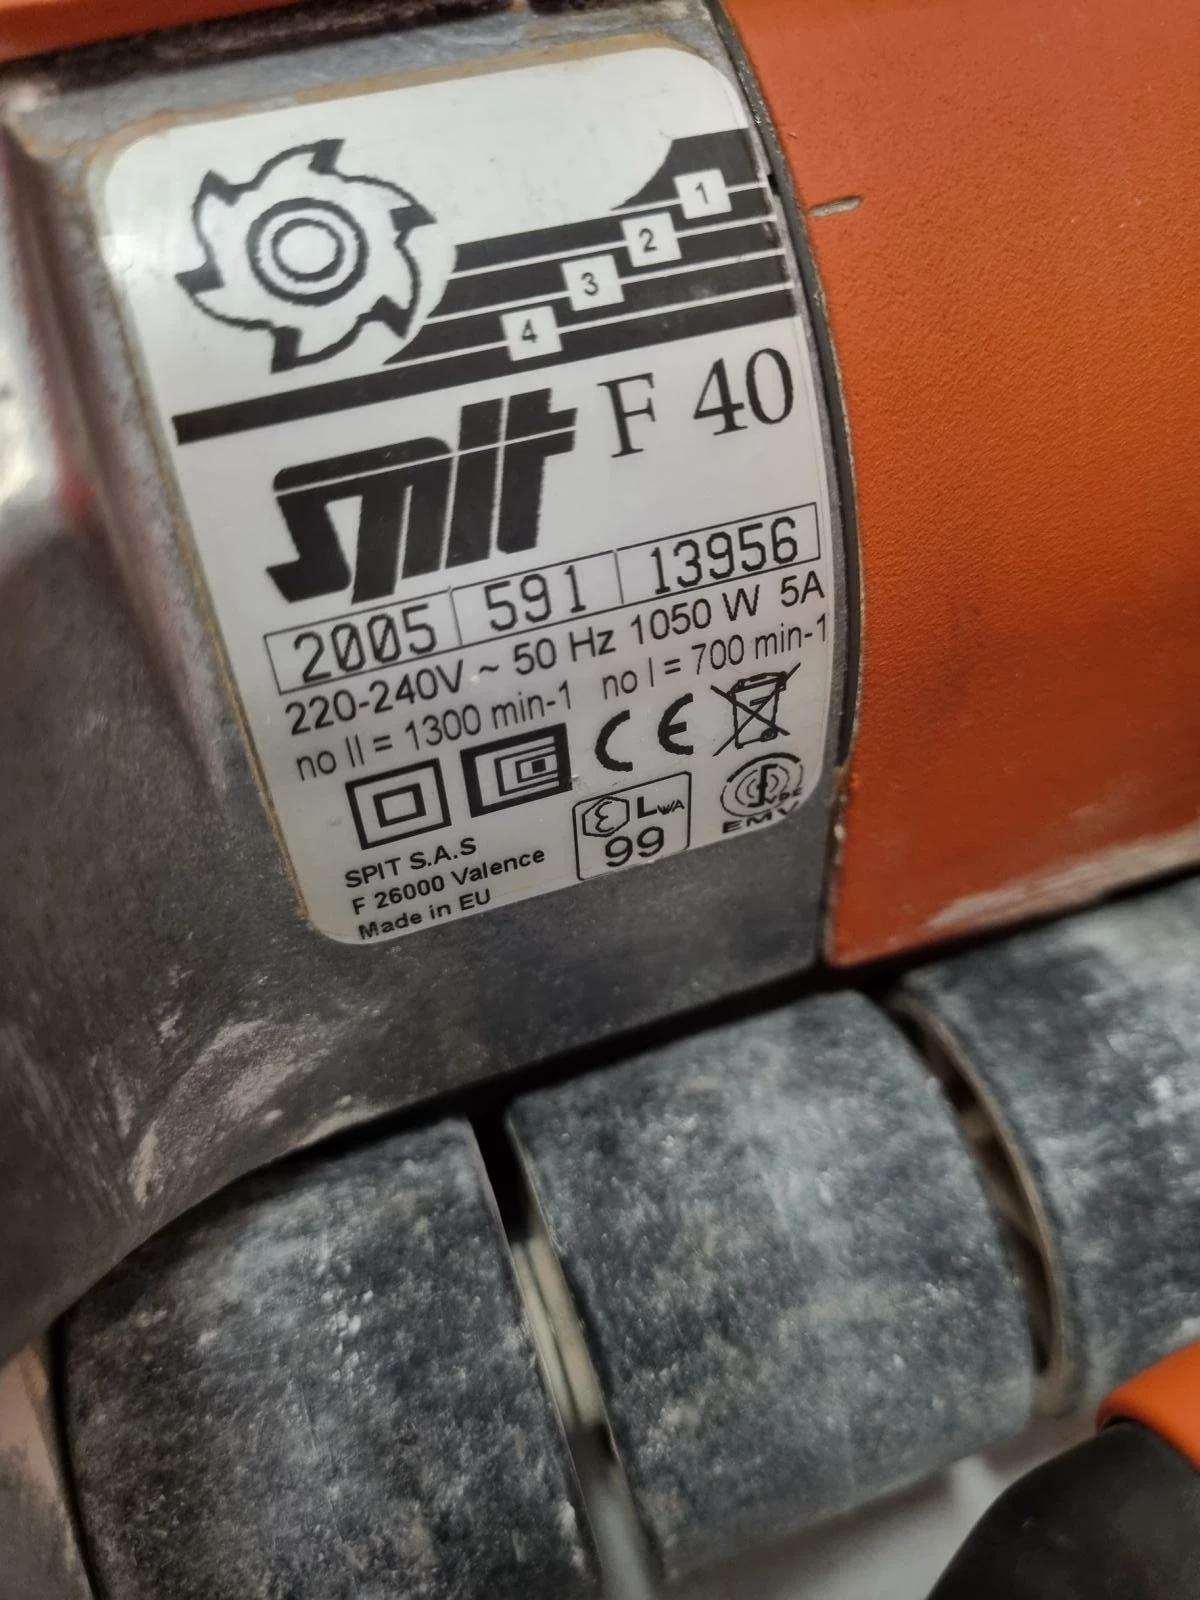 1
2
3
4
spit F 40
2005 591 13956
220-240V ~ 50 Hz 1050 W 5A
no II = 1300 min-1 no I = 700 min-1
CE
LWA
99
VDE
EMV
SPIT S.A.S
F 26000 Valence
Made in EU